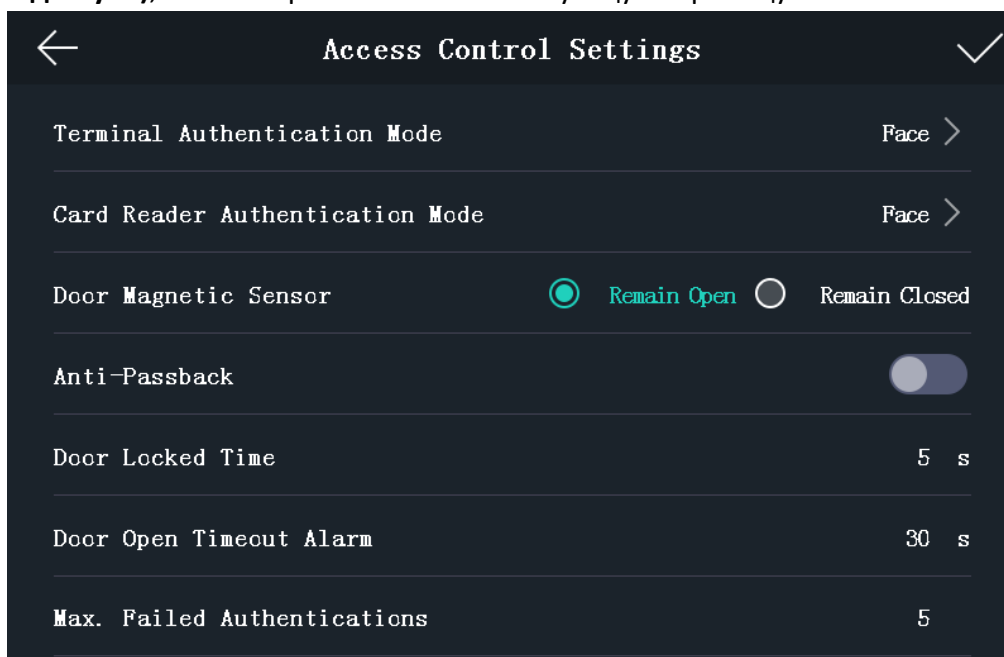 Access Control Settings
Terminal Authentication Mode Face
Card Reader Authentication Mode Face
Door Magnetic Sensor Remain Open Remain Closed
Anti-Passback
Door Locked Time 5 s
Door Open Timeout Alarm 30 s
Max. Failed Authentications 5